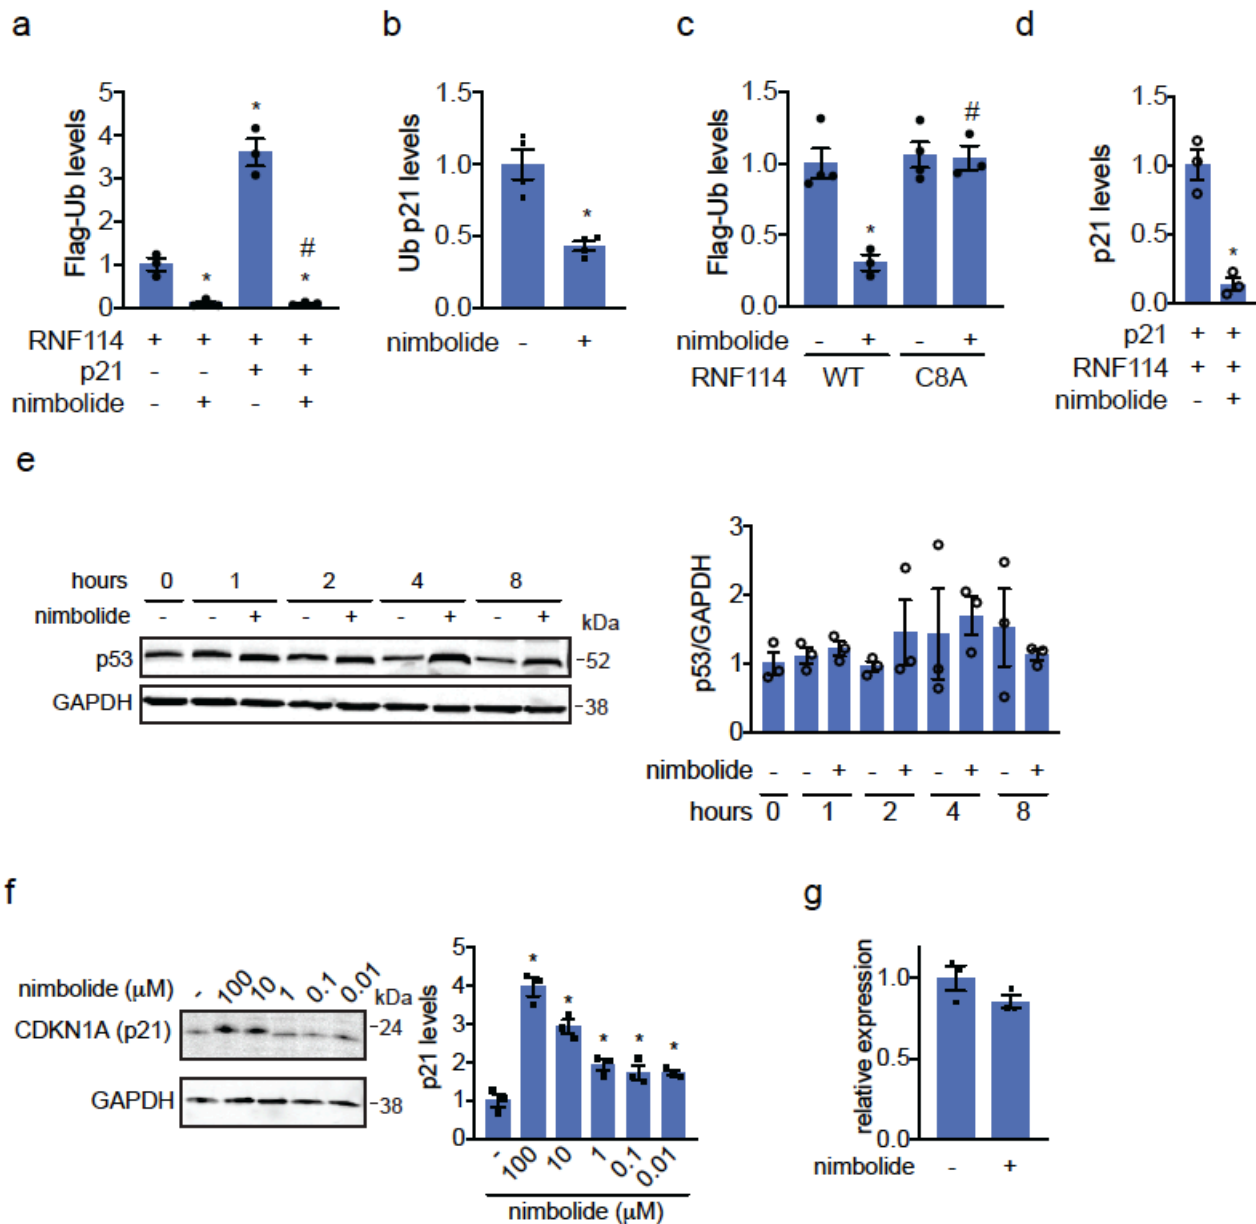 a
Flag-Ub levels
5
4
3
2
1
0
*
*
#
*
RNF114 + + + +
p21 - - + +
nimbolide - + - +
b
Ub p21 levels
1.5
1.0
0.5
0.0
*
nimbolide - +
c
Flag-Ub levels
1.5
1.0
0.5
0.0
*
#
nimbolide - + - +
RNF114 WT C8A
d
p21 levels
1.5
1.0
0.5
0.0
*
p21 + +
RNF114 + +
nimbolide - +
e
hours 0 1 2 4 8
nimbolide - - + - + - + - +
kDa
p53 -52
GAPDH -38
p53/GAPDH
3
2
1
0
nimbolide - - + - + - + - +
hours 0 1 2 4 8
f
nimbolide (μM) - 100 10 1 0.1 0.01 kDa
CDKN1A (p21) -24
GAPDH -38
p21 levels
5
4
3
2
1
0
* * * * *
- 100 10 1 0.1 0.01
nimbolide (μM)
g
relative expression
1.0
0.5
0.0
nimbolide - +